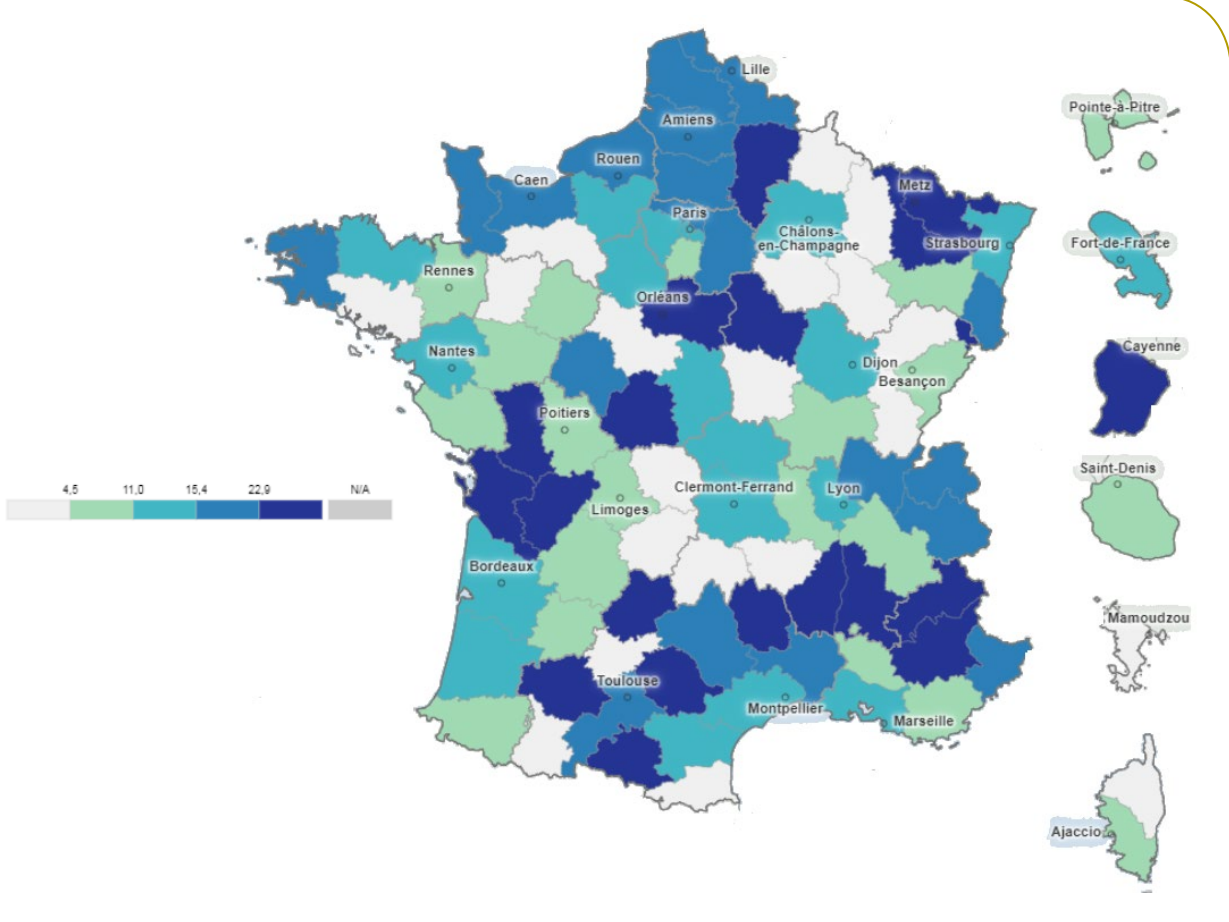 Lille
Pointe-à-Pitre
Amiens
Rouen
Caen
Metz
Paris
Châlons-
en-Champagne
Strasbourg
Fort-de-France
Rennes
Orléans
Nantes
Dijon
Besançon
Cayenne
Poitiers
Saint-Denis
4,5 11,0 15,4 22,9 N/A
Clermont-Ferrand
Lyon
Limoges
Bordeaux
Mamoudzou
Toulouse
Montpellier
Marseille
Ajaccio